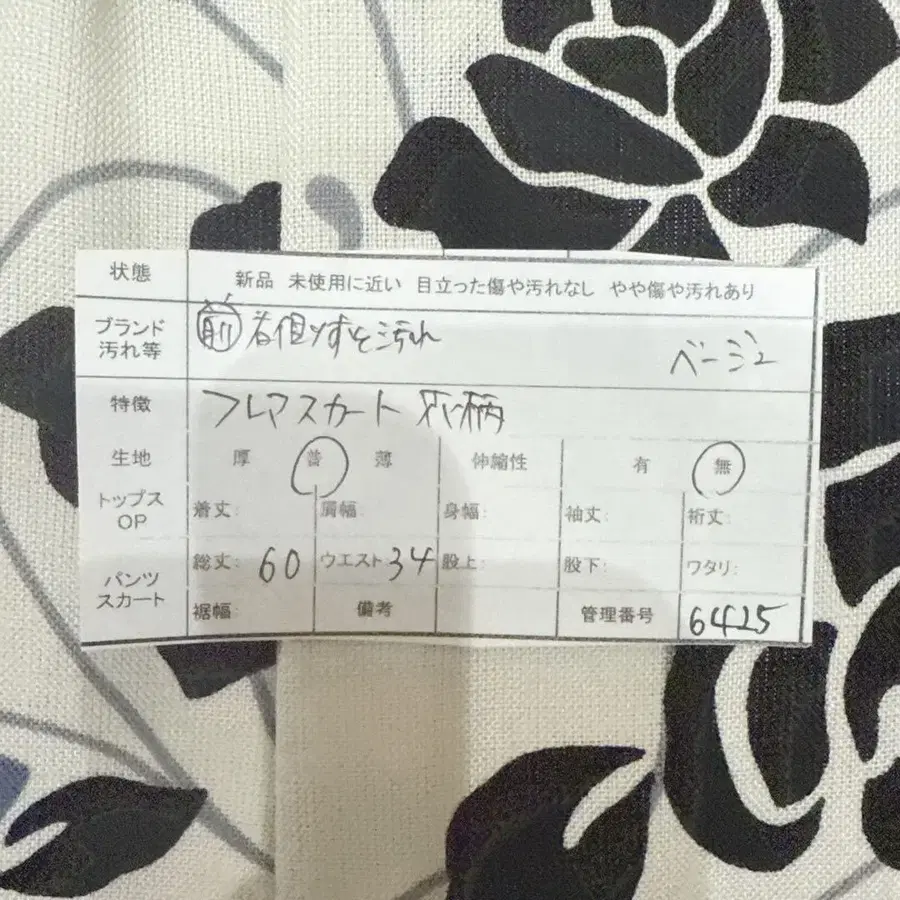 状態 新品 未使用に近い 目立った傷や汚れなし やや傷や汚れあり
ブランド 汚れ等 前 右側うすく汚れ ベージュ
特徴 フレアスカート 花柄
生地 厚 普 薄 伸縮性 有 無
トップス OP 着丈: 肩幅: 身幅: 袖丈: 裄丈:
パンツ スカート 総丈: 60 ウエスト 34 股上: 股下: ワタリ:
裾幅: 備考 管理番号 6425